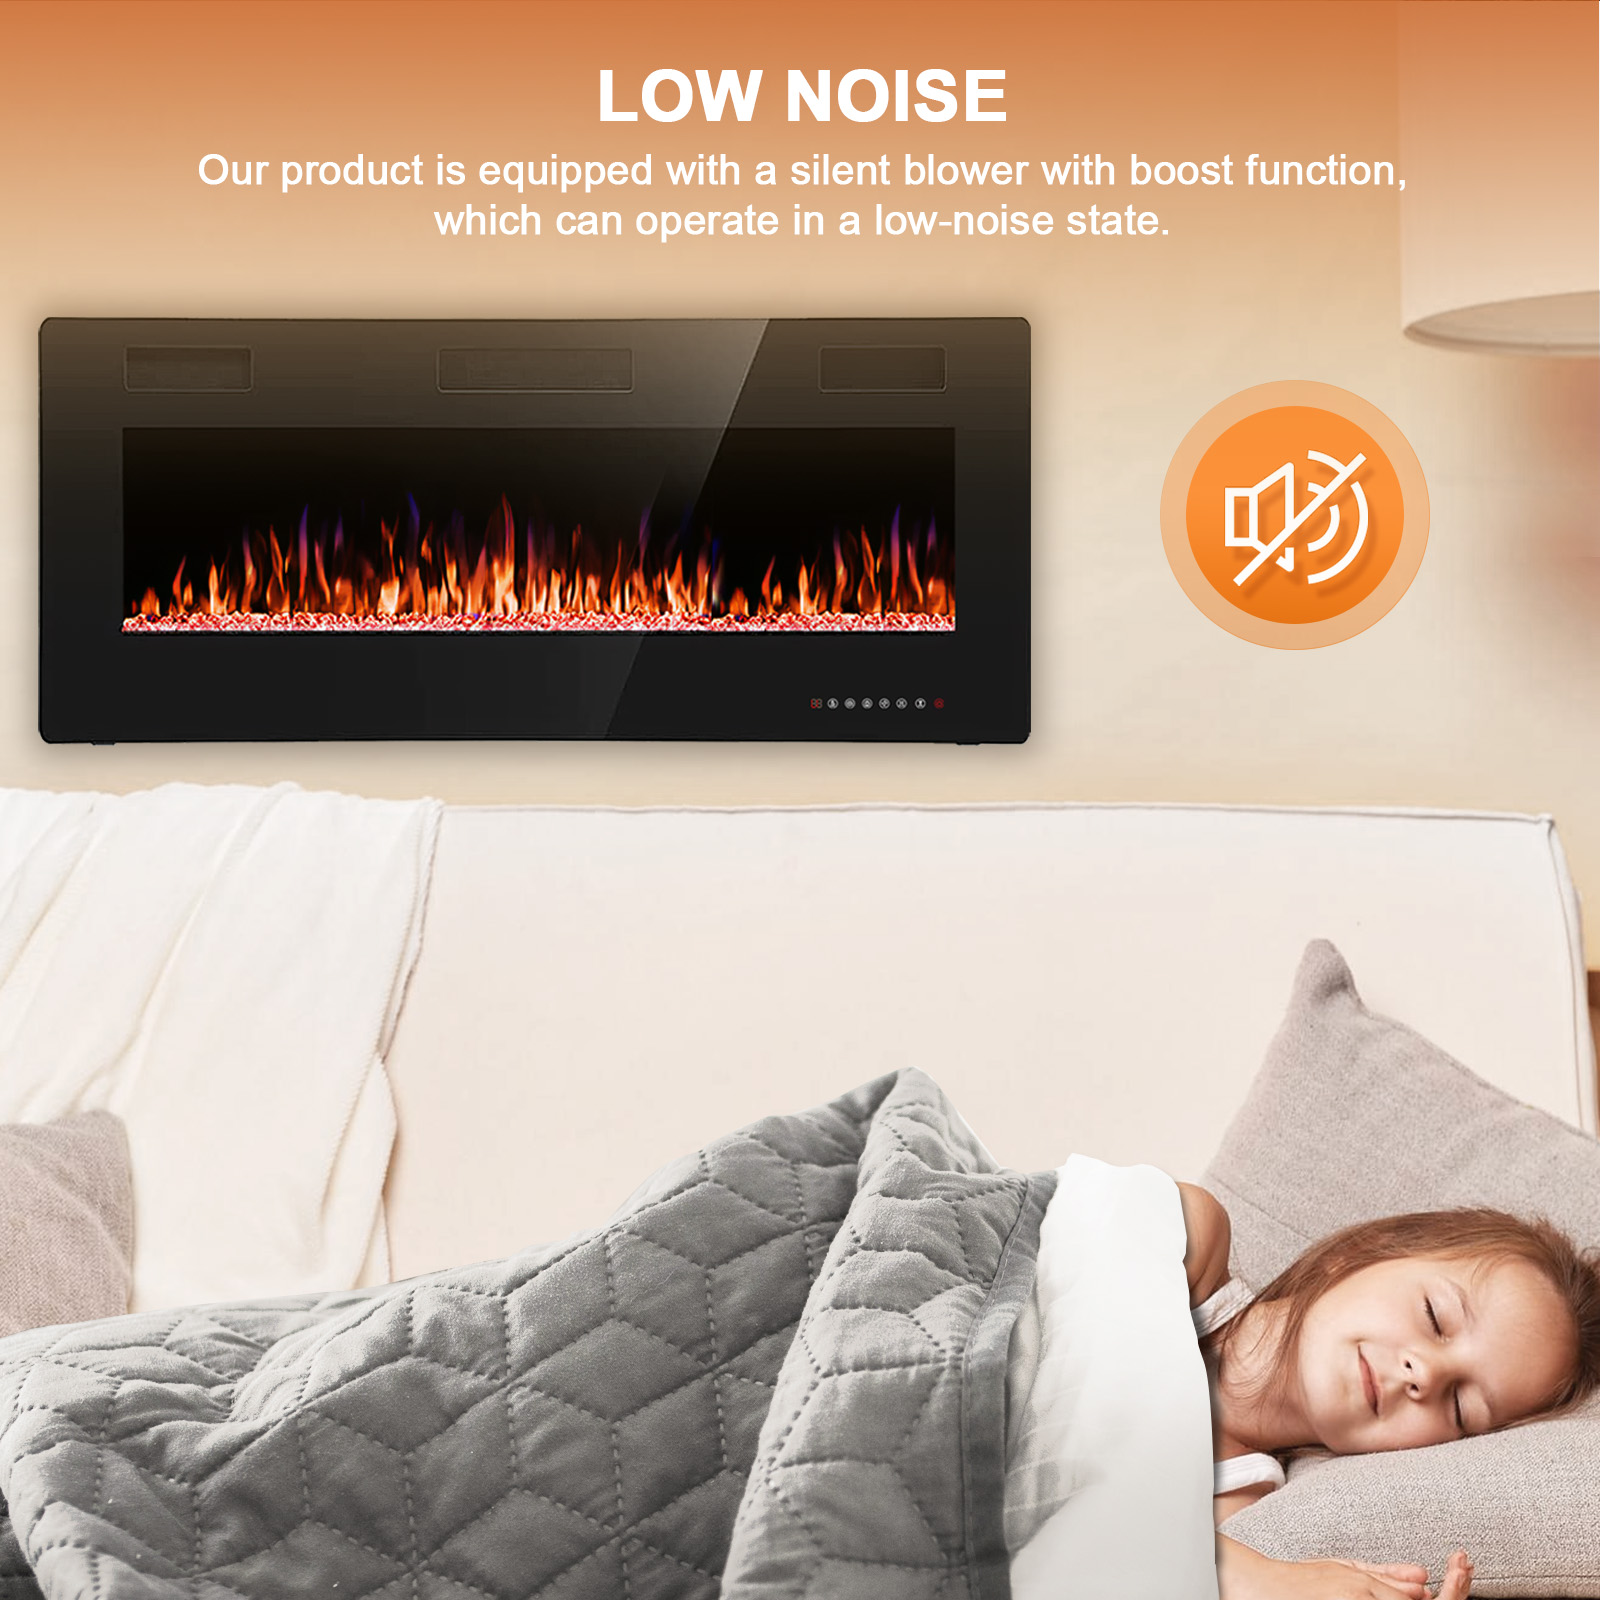 LOW NOISE
Our product is equipped with a silent blower with boost function,
which can operate in a low-noise state.
88